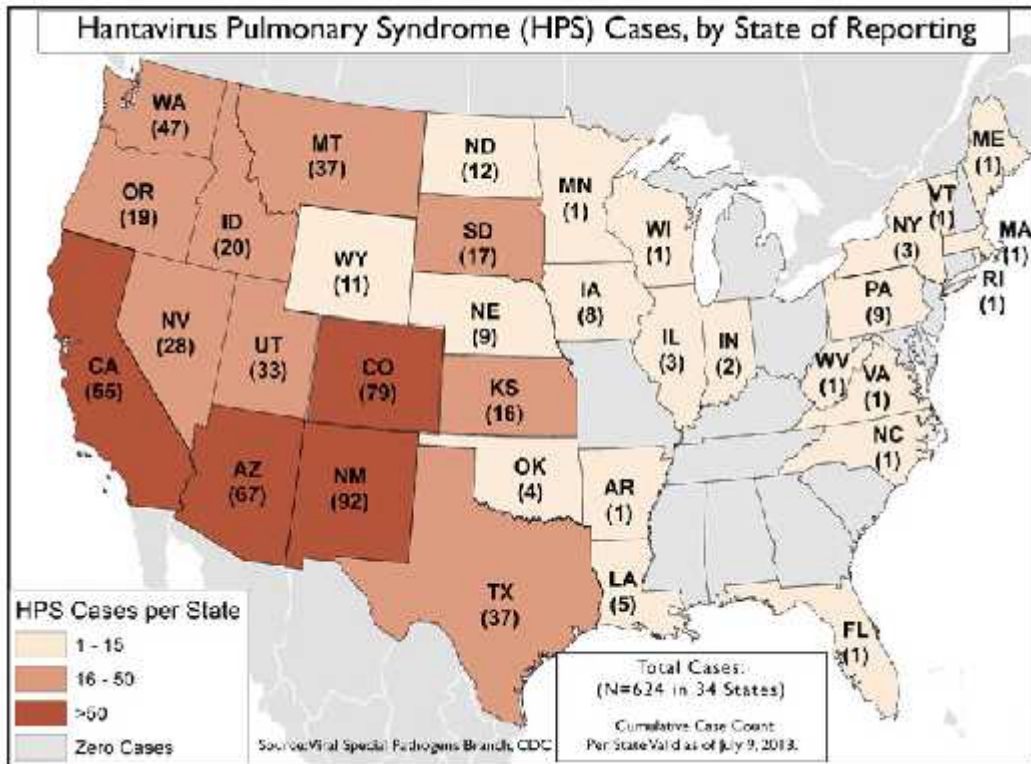 Hantavirus Pulmonary Syndrome (HPS) Cases, by State of Reporting
WA
(47)
MT
(37)
ND
(12)
MN
(1)
ME
(1)
VT
(1)
OR
(19)
ID
(20)
SD
(17)
WI
(1)
NY
(3)
MA
(1)
WY
(11)
RI
(1)
NE
(9)
IA
(8)
PA
(9)
NV
(28)
UT
(33)
CA
(55)
CO
(79)
KS
(16)
IL
(3)
IN
(2)
WV
(1)
VA
(1)
NC
(1)
AZ
(67)
NM
(92)
OK
(4)
AR
(1)
TX
(37)
LA
(5)
FL
(1)
HPS Cases per State
1 - 15
16 - 50
>50
Zero Cases
Source:Viral Special Pathogens Branch, CDC
Total Cases:
(N=624 in 34 States)
Cumulative Case Count
Per State Valid as of July 9, 2013.